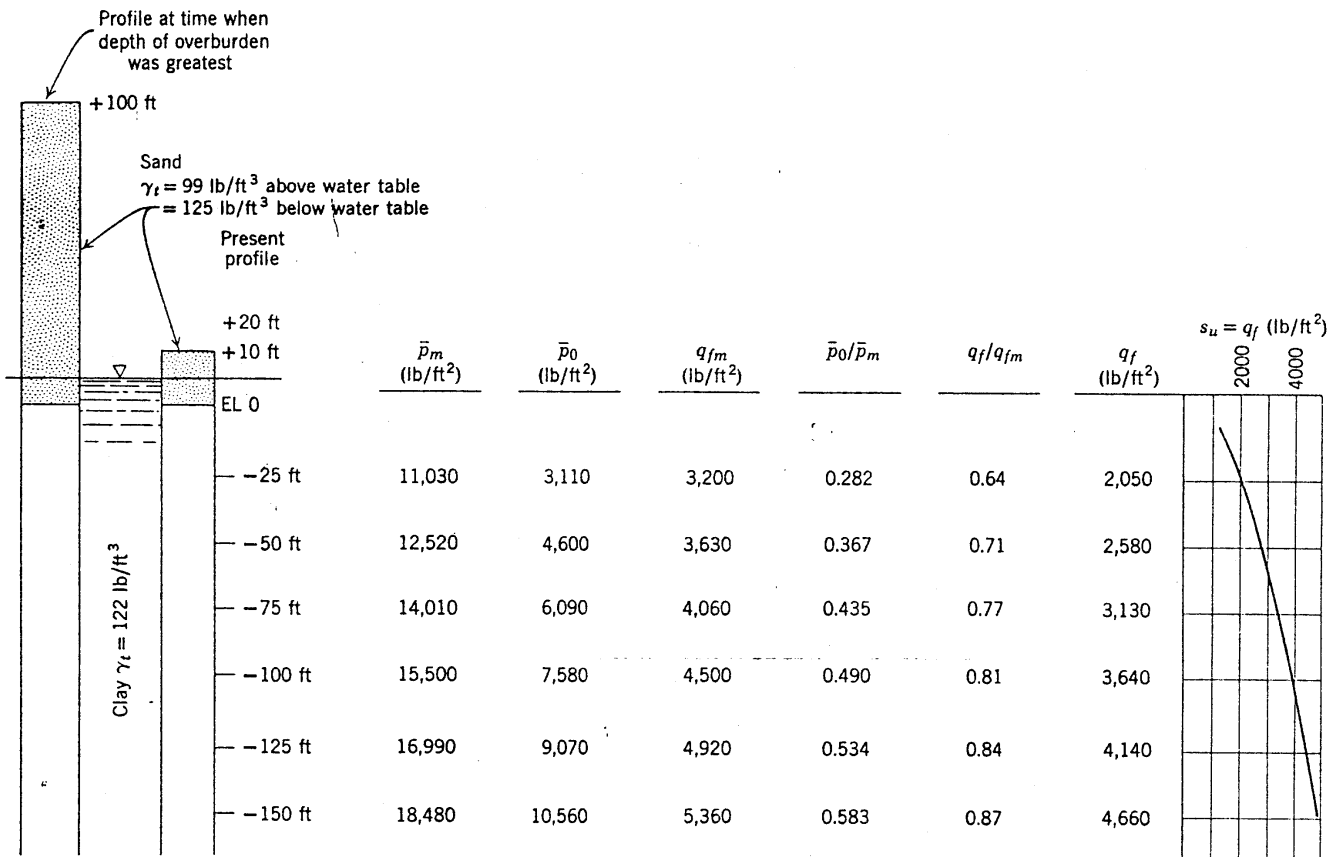 Profile at time when
depth of overburden
was greatest
+100 ft
Sand
γt = 99 lb/ft³ above water table
= 125 lb/ft³ below water table
Present
profile
+20 ft
+10 ft
EL 0
Clay γt = 122 lb/ft³
p̄m p̄0 qfm p̄0/p̄m qf/qfm qf su = qf (lb/ft²)
(lb/ft²) (lb/ft²) (lb/ft²) (lb/ft²) 2000 4000
−25 ft 11,030 3,110 3,200 0.282 0.64 2,050
−50 ft 12,520 4,600 3,630 0.367 0.71 2,580
−75 ft 14,010 6,090 4,060 0.435 0.77 3,130
−100 ft 15,500 7,580 4,500 0.490 0.81 3,640
−125 ft 16,990 9,070 4,920 0.534 0.84 4,140
−150 ft 18,480 10,560 5,360 0.583 0.87 4,660